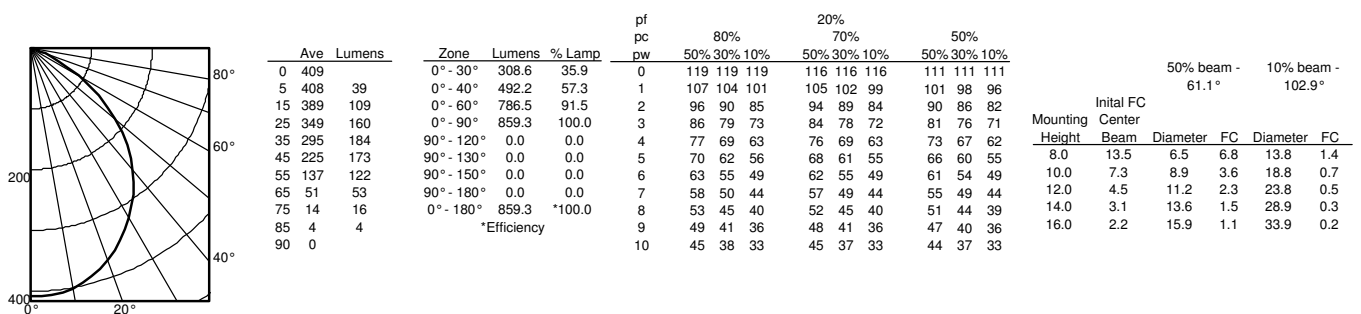 80°
60°
40°
200
400
0° 20°
Ave Lumens
0 409
5 408 39
15 389 109
25 349 160
35 295 184
45 225 173
55 137 122
65 51 53
75 14 16
85 4 4
90 0
Zone Lumens % Lamp
0° - 30° 308.6 35.9
0° - 40° 492.2 57.3
0° - 60° 786.5 91.5
0° - 90° 859.3 100.0
90° - 120° 0.0 0.0
90° - 130° 0.0 0.0
90° - 150° 0.0 0.0
90° - 180° 0.0 0.0
0° - 180° 859.3 *100.0
*Efficiency
pf 20%
pc 80% 70% 50%
pw 50% 30% 10% 50% 30% 10% 50% 30% 10%
0 119 119 119 116 116 116 111 111 111
1 107 104 101 105 102 99 101 98 96
2 96 90 85 94 89 84 90 86 82
3 86 79 73 84 78 72 81 76 71
4 77 69 63 76 69 63 73 67 62
5 70 62 56 68 61 55 66 60 55
6 63 55 49 62 55 49 61 54 49
7 58 50 44 57 49 44 55 49 44
8 53 45 40 52 45 40 51 44 39
9 49 41 36 48 41 36 47 40 36
10 45 38 33 45 37 33 44 37 33
50% beam - 10% beam -
61.1° 102.9°
Inital FC
Mounting Center
Height Beam Diameter FC Diameter FC
8.0 13.5 6.5 6.8 13.8 1.4
10.0 7.3 8.9 3.6 18.8 0.7
12.0 4.5 11.2 2.3 23.8 0.5
14.0 3.1 13.6 1.5 28.9 0.3
16.0 2.2 15.9 1.1 33.9 0.2